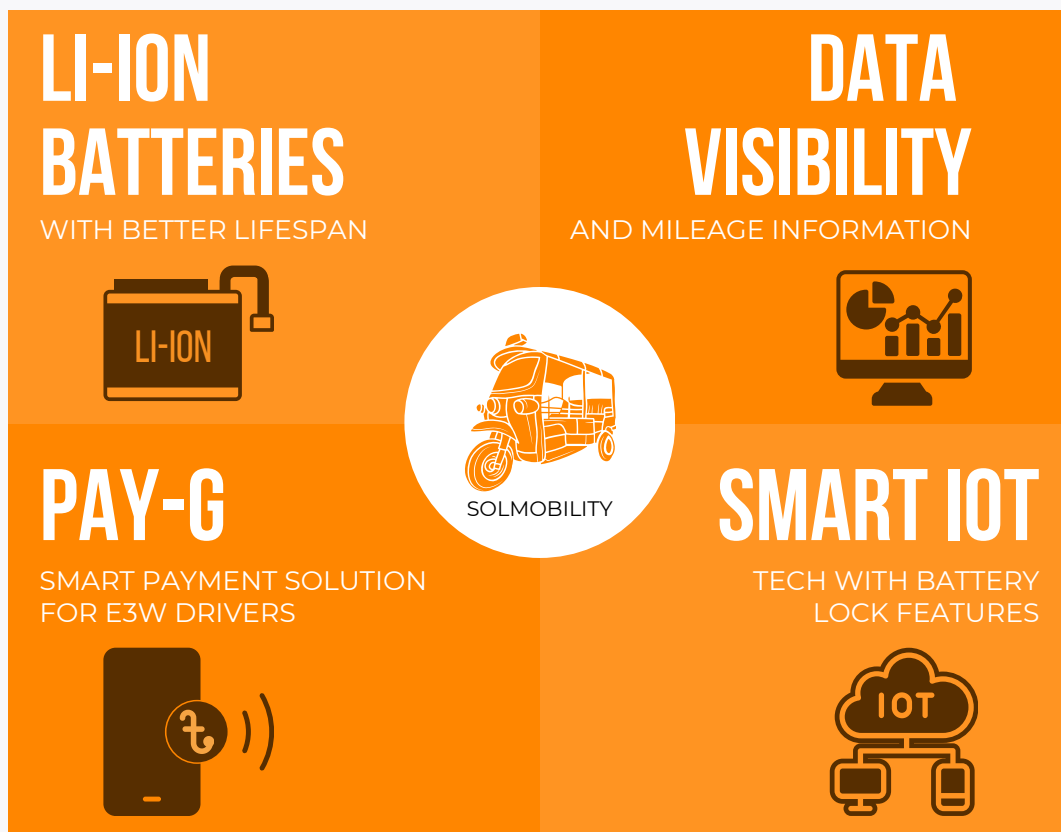 LI-ION
BATTERIES
WITH BETTER LIFESPAN
LI-ION
DATA
VISIBILITY
AND MILEAGE INFORMATION
SOLMOBILITY
PAY-G
SMART PAYMENT SOLUTION
FOR E3W DRIVERS
৳
SMART IOT
TECH WITH BATTERY
LOCK FEATURES
IOT